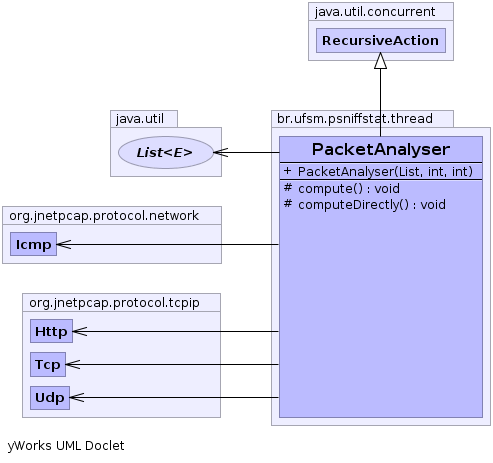 java.util.concurrent
RecursiveAction
java.util
List<E>
br.ufsm.psniffstat.thread
PacketAnalyser
+ PacketAnalyser(List, int, int)
# compute() : void
# computeDirectly() : void
org.jnetpcap.protocol.network
Icmp
org.jnetpcap.protocol.tcpip
Http
Tcp
Udp
yWorks UML Doclet